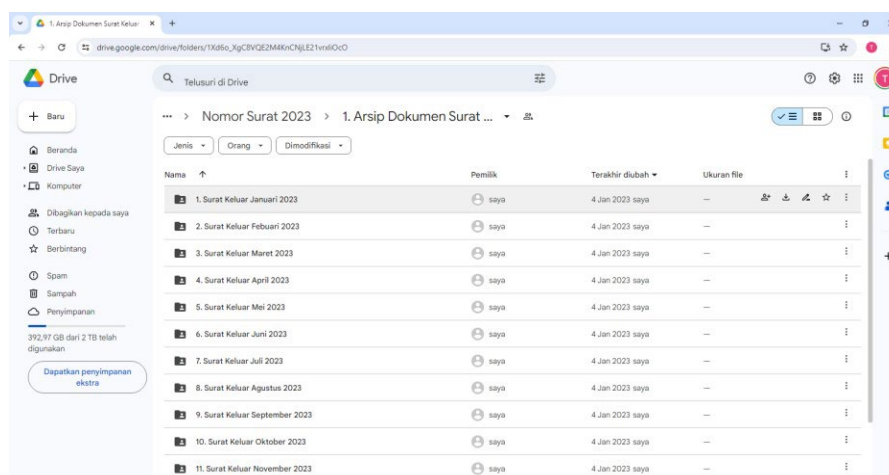 1. Arsip Dokumen Surat Keluar
drive.google.com/drive/folders/1Xd6o_XgC8VQE2M4KnCNjLE21vrxliOcO
Drive
Telusuri di Drive
Baru
... > Nomor Surat 2023 > 1. Arsip Dokumen Surat ...
Jenis Orang Dimodifikasi
Beranda
Drive Saya
Komputer
Dibagikan kepada saya
Terbaru
Berbintang
Spam
Sampah
Penyimpanan
392,97 GB dari 2 TB telah
digunakan
Dapatkan penyimpanan
ekstra
Nama Pemilik Terakhir diubah Ukuran file
1. Surat Keluar Januari 2023 saya 4 Jan 2023 saya —
2. Surat Keluar Febuari 2023 saya 4 Jan 2023 saya —
3. Surat Keluar Maret 2023 saya 4 Jan 2023 saya —
4. Surat Keluar April 2023 saya 4 Jan 2023 saya —
5. Surat Keluar Mei 2023 saya 4 Jan 2023 saya —
6. Surat Keluar Juni 2023 saya 4 Jan 2023 saya —
7. Surat Keluar Juli 2023 saya 4 Jan 2023 saya —
8. Surat Keluar Agustus 2023 saya 4 Jan 2023 saya —
9. Surat Keluar September 2023 saya 4 Jan 2023 saya —
10. Surat Keluar Oktober 2023 saya 4 Jan 2023 saya —
11. Surat Keluar November 2023 saya 4 Jan 2023 saya —